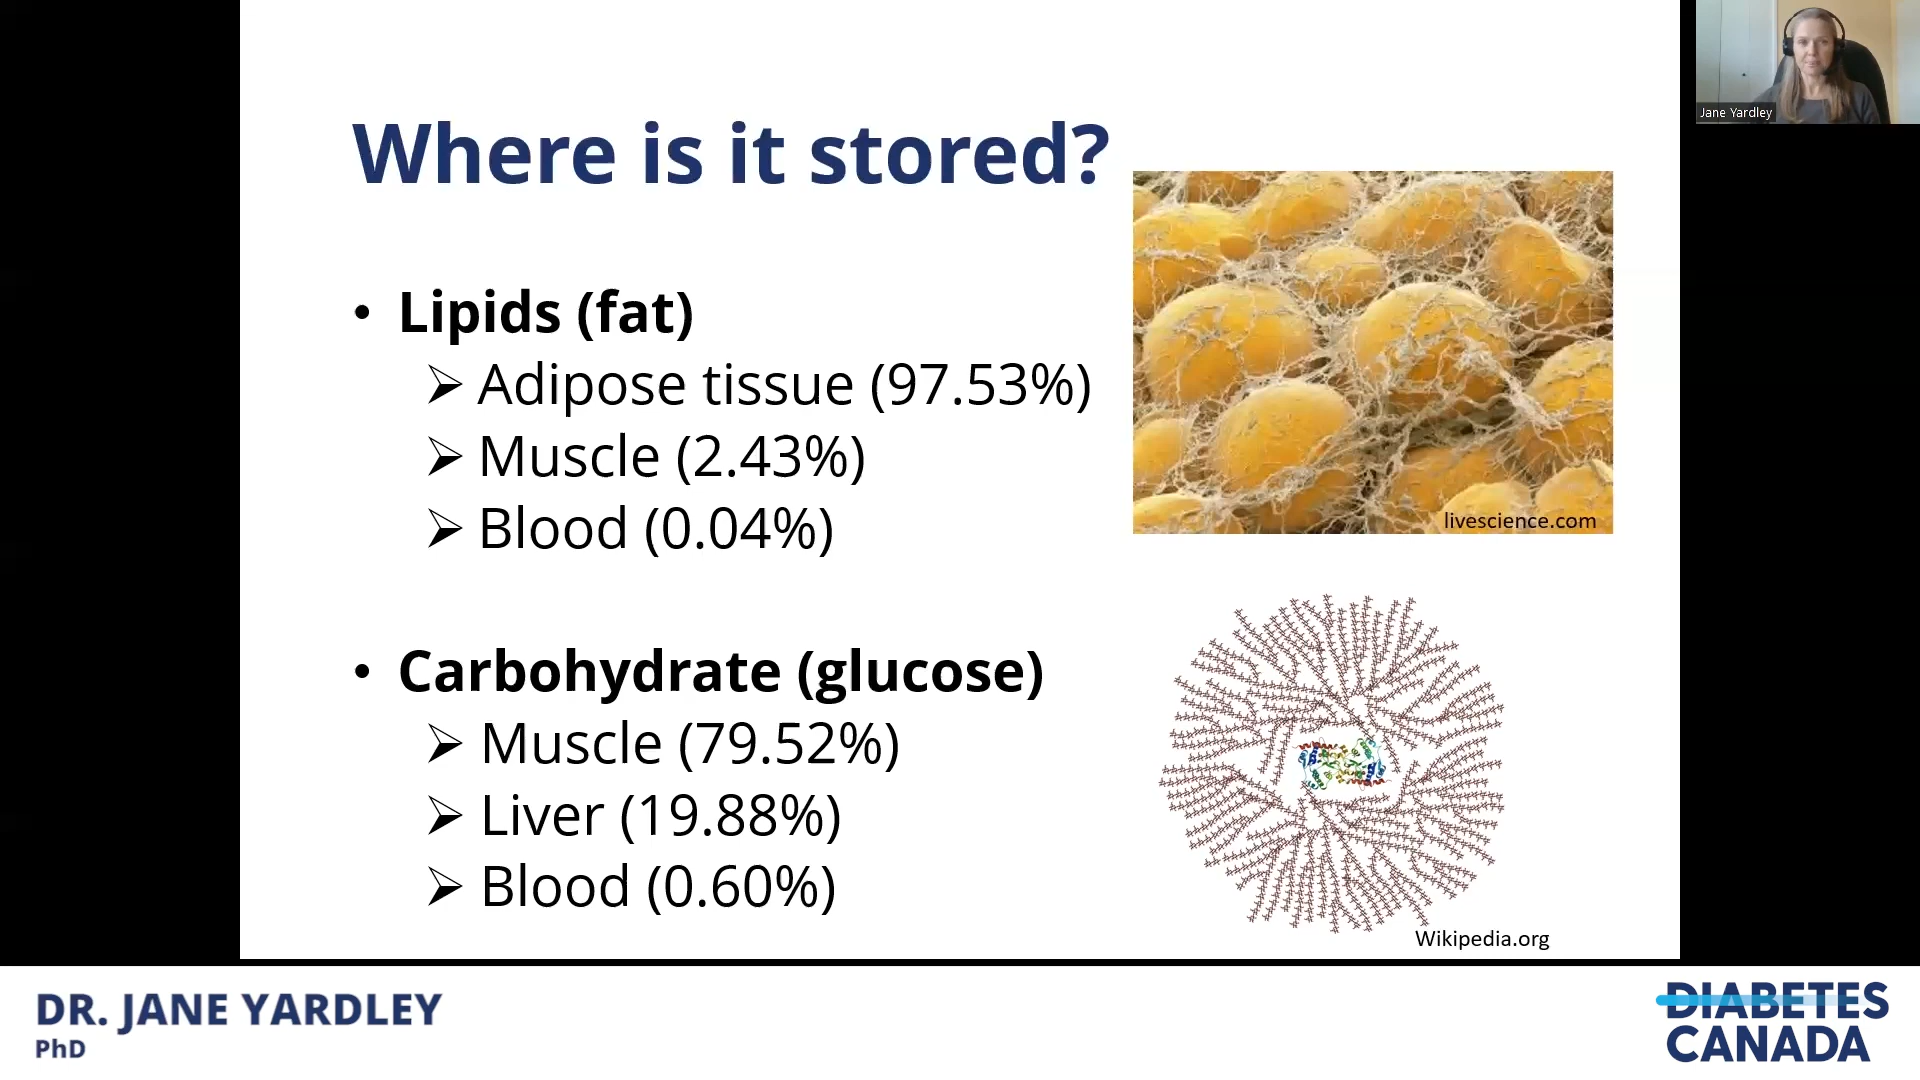 Where is it stored?
• Lipids (fat)
➢ Adipose tissue (97.53%)
➢ Muscle (2.43%)
➢ Blood (0.04%)
livescience.com
• Carbohydrate (glucose)
➢ Muscle (79.52%)
➢ Liver (19.88%)
➢ Blood (0.60%)
Wikipedia.org
Jane Yardley
DR. JANE YARDLEY
PhD
DIABETES
CANADA